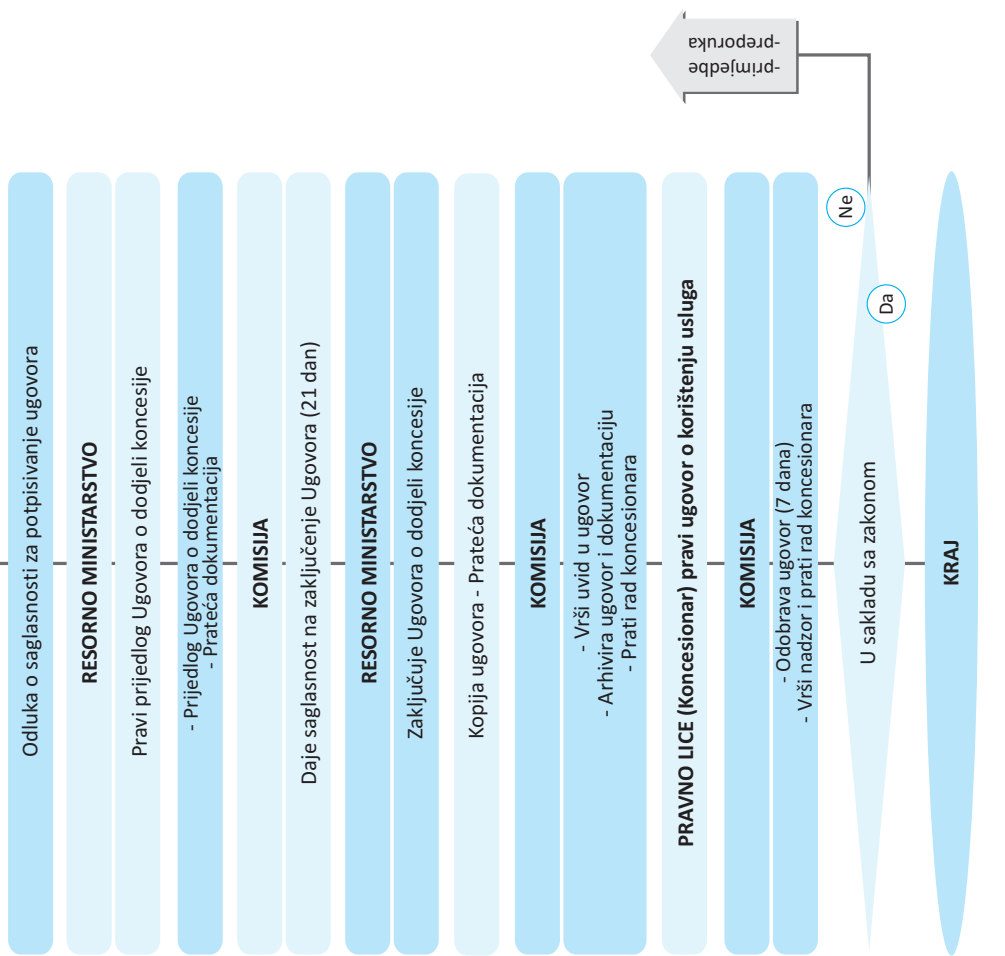 Odluka o saglasnosti za potpisivanje ugovora
RESORNO MINISTARSTVO
Pravi prijedlog Ugovora o dodjeli koncesije
- Prijedlog Ugovora o dodjeli koncesije
- Prateća dokumentacija
KOMISIJA
Daje saglasnost na zaključenje Ugovora (21 dan)
RESORNO MINISTARSTVO
Zaključuje Ugovora o dodjeli koncesije
Kopija ugovora - Prateća dokumentacija
KOMISIJA
- Vrši uvid u ugovor
- Arhivira ugovor i dokumentaciju
- Prati rad koncesionara
PRAVNO LICE (Koncesionar) pravi ugovor o korištenju usluga
KOMISIJA
- Odobrava ugovor (7 dana)
- Vrši nadzor i prati rad koncesionara
U sakladu sa zakonom
Ne
Da
-primjedbe
-preporuka
KRAJ